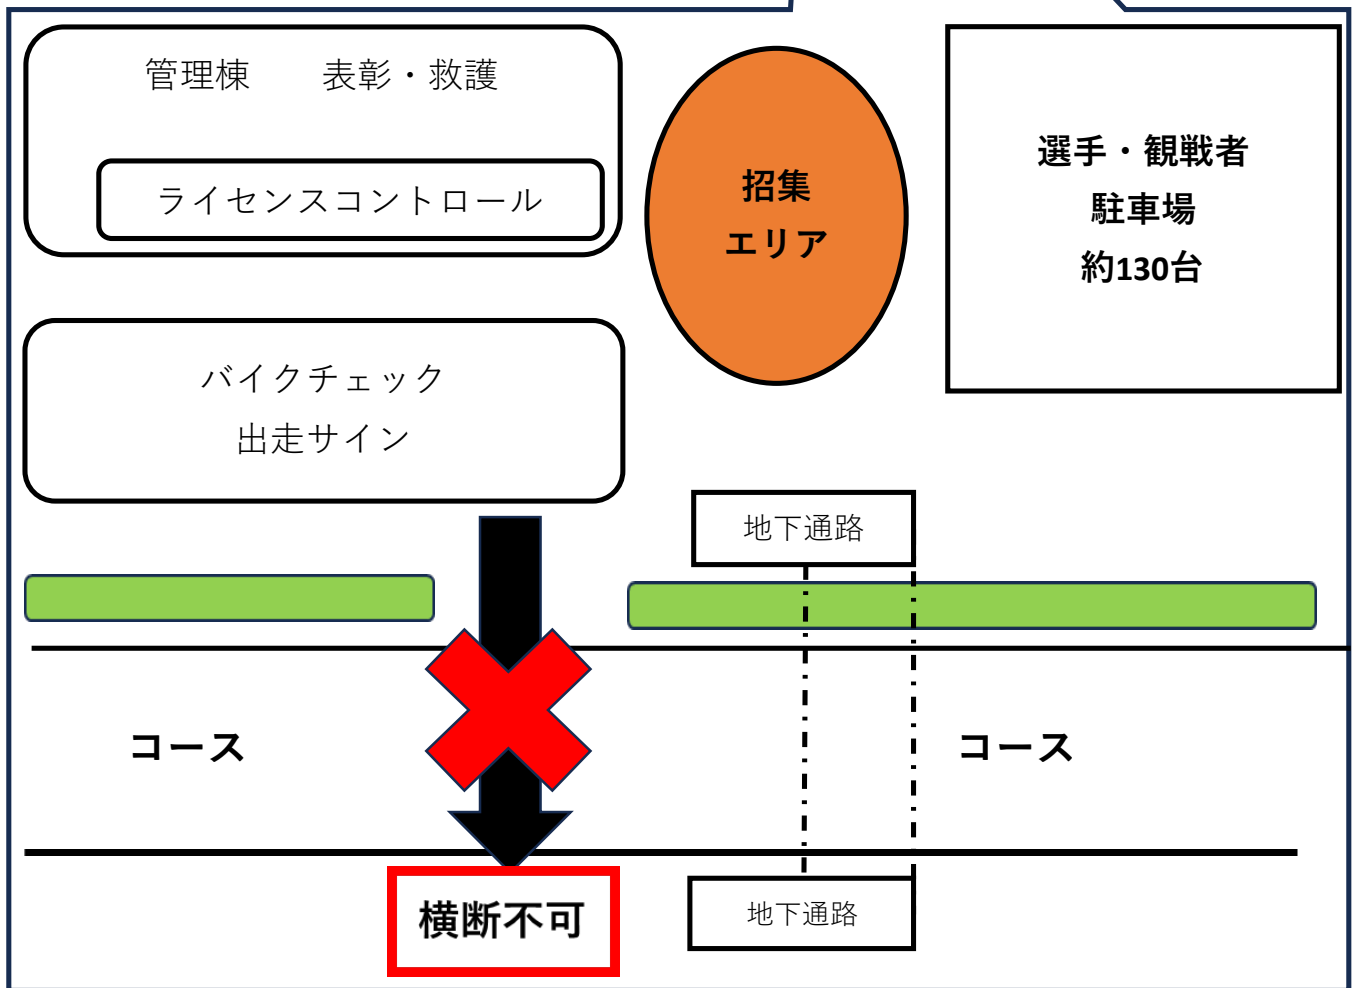 管理棟　　表彰・救護
ライセンスコントロール
招集
エリア
選手・観戦者
駐車場
約130台
バイクチェック
出走サイン
地下通路
コース
コース
横断不可
地下通路